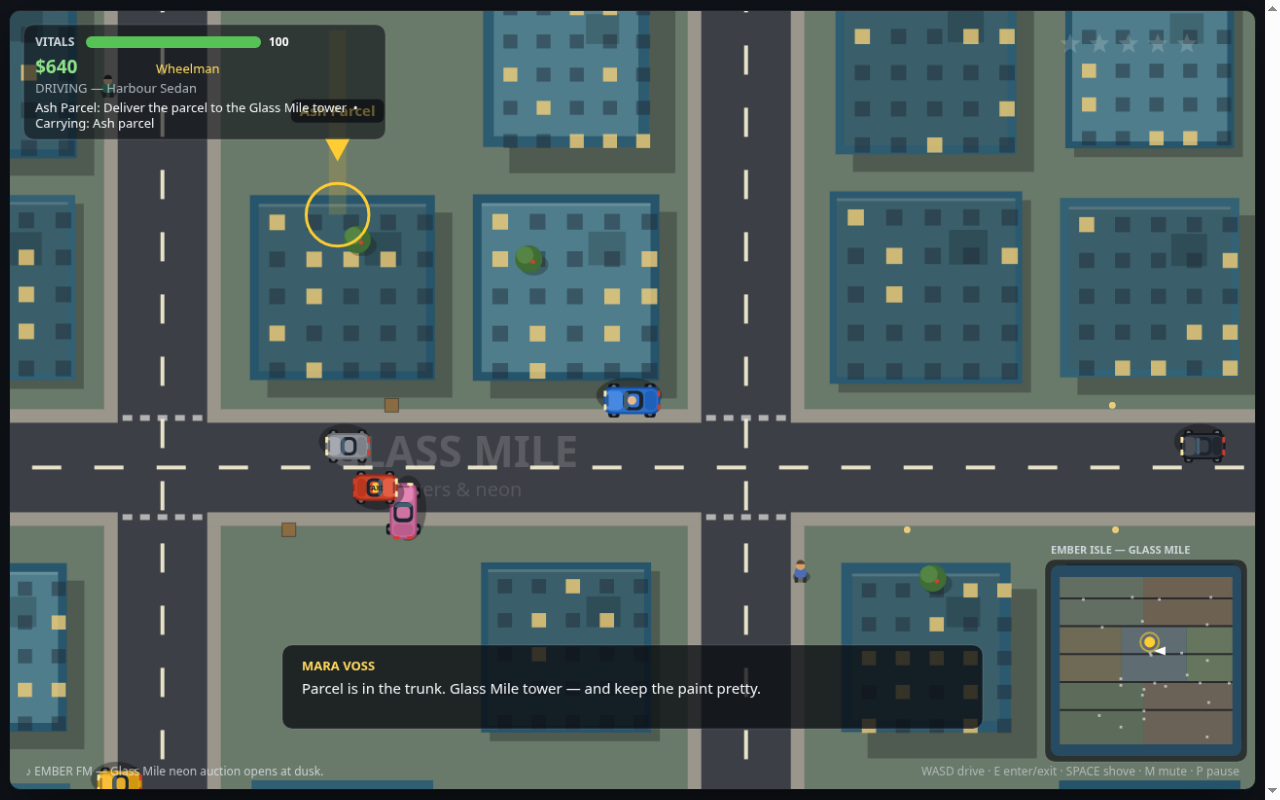 VITALS 100
$640 Wheelman
DRIVING — Harbour Sedan
Ash Parcel: Deliver the parcel to the Glass Mile tower •
Carrying: Ash parcel
Ash Parcel
GLASS MILE
ers & neon
TAXI
EMBER ISLE — GLASS MILE
MARA VOSS
Parcel is in the trunk. Glass Mile tower — and keep the paint pretty.
♪ EMBER FM — Glass Mile neon auction opens at dusk.
WASD drive · E enter/exit · SPACE shove · M mute · P pause